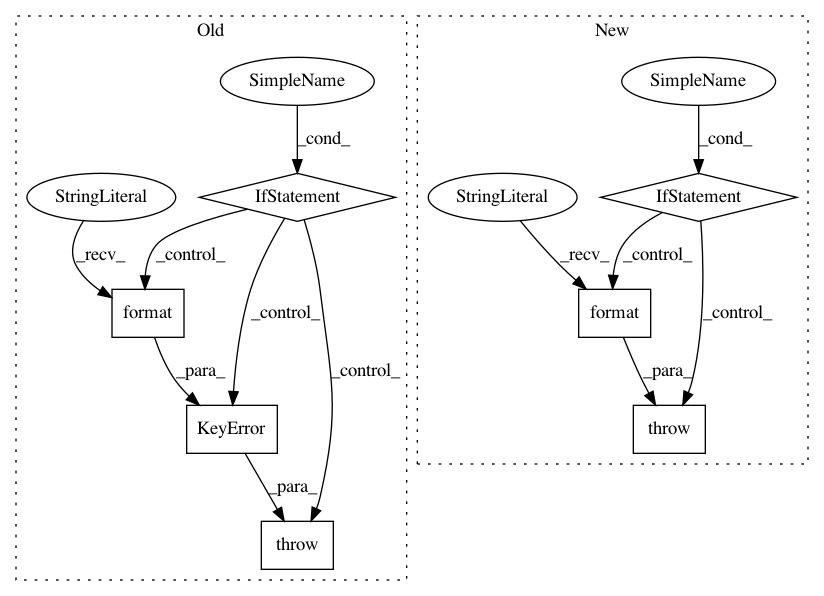 Old
SimpleName
_cond_
StringLiteral
IfStatement
_recv_
_control_
format
_control_
_control_
_para_
KeyError
_para_
throw
New
SimpleName
_cond_
StringLiteral
IfStatement
_recv_
_control_
format
_control_
_para_
throw